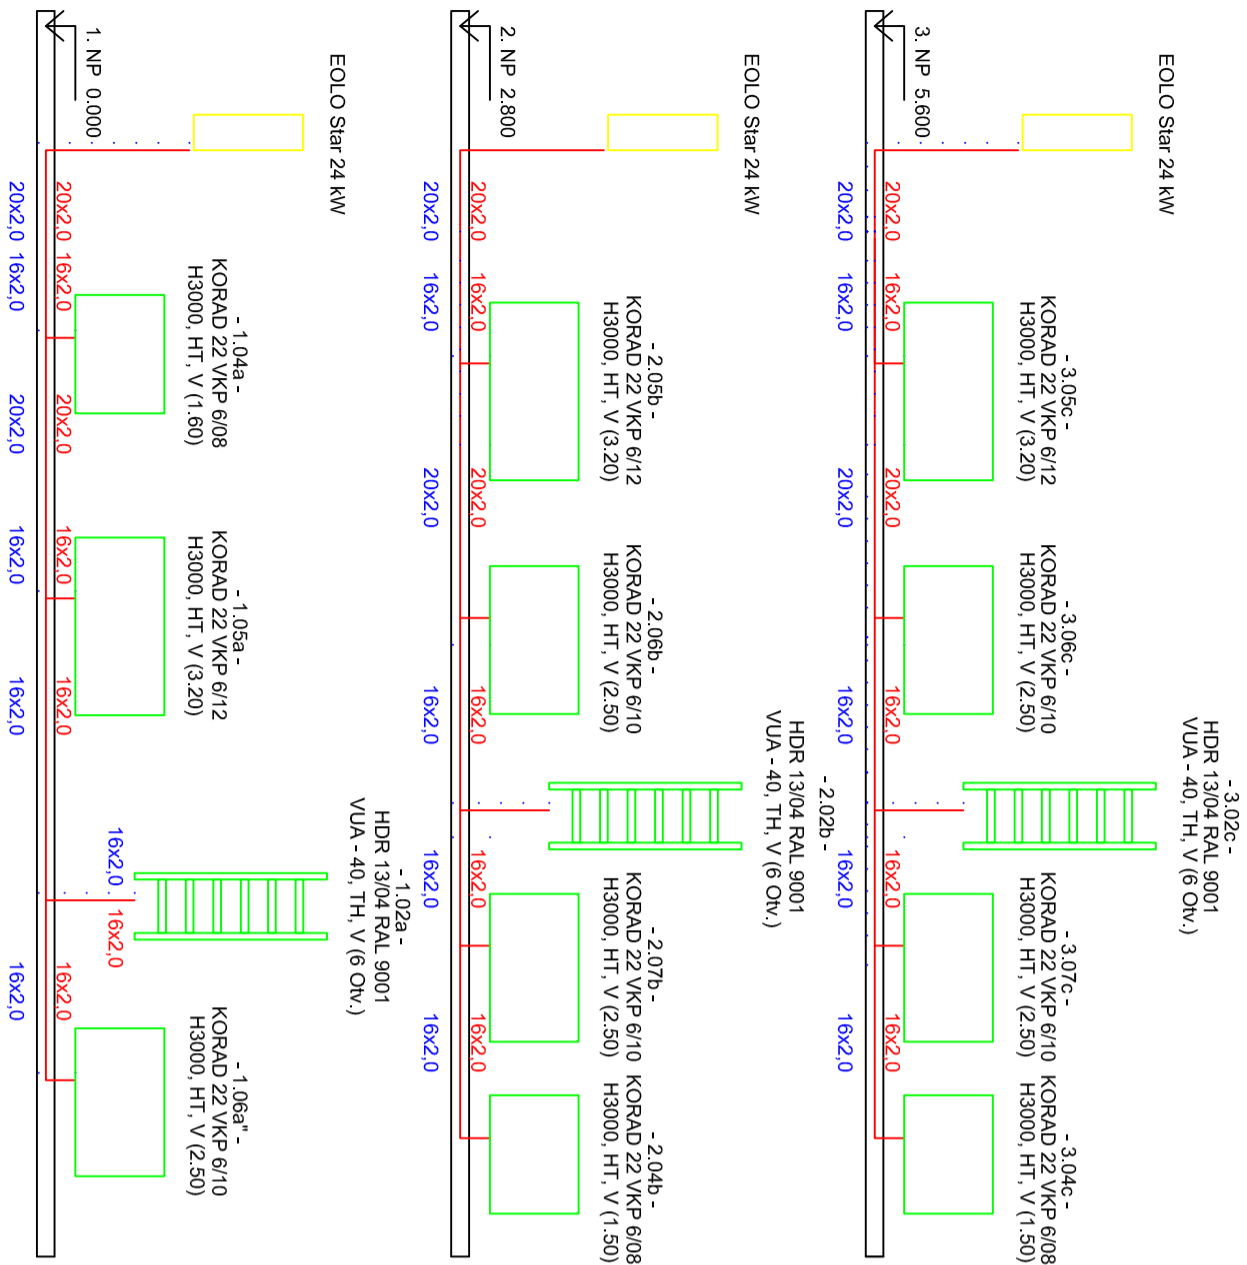 EOLO Star 24 kW
3. NP 5.600
20x2,0
20x2,0
16x2,0
16x2,0
- 3.05c -
KORAD 22 VKP 6/12
H3000, HT, V (3.20)
20x2,0
20x2,0
- 3.06c -
KORAD 22 VKP 6/10
H3000, HT, V (2.50)
16x2,0
16x2,0
- 3.02c -
HDR 13/04 RAL 9001
VUA - 40, TH, V (6 Otv.)
16x2,0
16x2,0
- 3.07c -
KORAD 22 VKP 6/10
H3000, HT, V (2.50)
16x2,0
16x2,0
- 3.04c -
KORAD 22 VKP 6/08
H3000, HT, V (1.50)
EOLO Star 24 kW
2. NP 2.800
20x2,0
20x2,0
16x2,0
16x2,0
- 2.05b -
KORAD 22 VKP 6/12
H3000, HT, V (3.20)
20x2,0
20x2,0
- 2.06b -
KORAD 22 VKP 6/10
H3000, HT, V (2.50)
16x2,0
16x2,0
- 2.02b -
HDR 13/04 RAL 9001
VUA - 40, TH, V (6 Otv.)
16x2,0
16x2,0
- 2.07b -
KORAD 22 VKP 6/10
H3000, HT, V (2.50)
16x2,0
16x2,0
- 2.04b -
KORAD 22 VKP 6/08
H3000, HT, V (1.50)
EOLO Star 24 kW
1. NP 0.000
20x2,0
20x2,0
16x2,0
16x2,0
- 1.04a -
KORAD 22 VKP 6/08
H3000, HT, V (1.60)
20x2,0
20x2,0
16x2,0
16x2,0
- 1.05a -
KORAD 22 VKP 6/12
H3000, HT, V (3.20)
16x2,0
16x2,0
- 1.02a -
HDR 13/04 RAL 9001
VUA - 40, TH, V (6 Otv.)
16x2,0
16x2,0
16x2,0
16x2,0
- 1.06a" -
KORAD 22 VKP 6/10
H3000, HT, V (2.50)